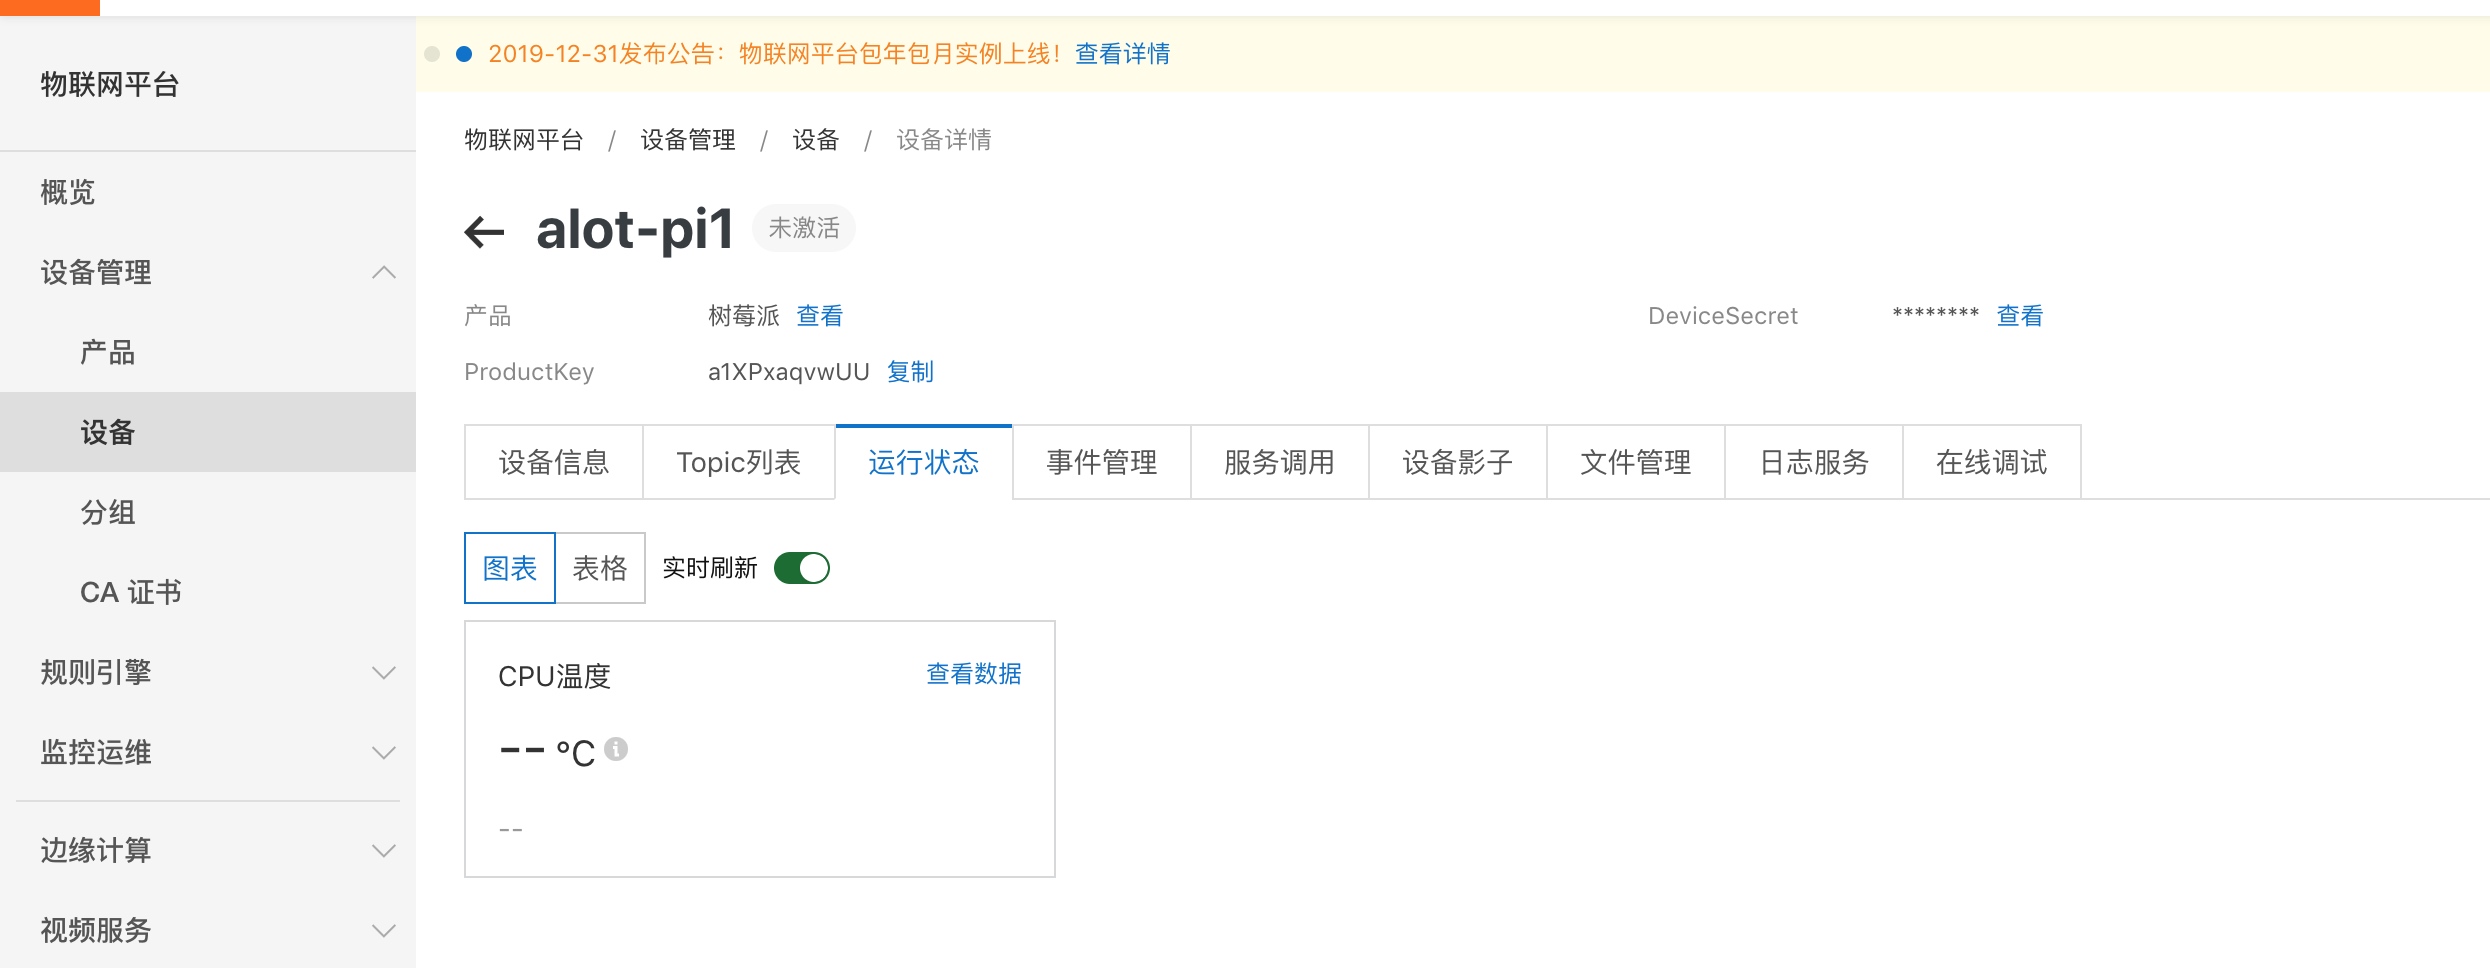 2019-12-31发布公告：物联网平台包年包月实例上线！ 查看详情
物联网平台
概览
设备管理
产品
设备
分组
CA 证书
规则引擎
监控运维
边缘计算
视频服务
物联网平台 / 设备管理 / 设备 / 设备详情
alot-pi1 未激活
产品 树莓派 查看 DeviceSecret ******** 查看
ProductKey a1XPxaqvwUU 复制
设备信息 Topic列表 运行状态 事件管理 服务调用 设备影子 文件管理 日志服务 在线调试
图表 表格 实时刷新
CPU温度 查看数据
-- °C
--